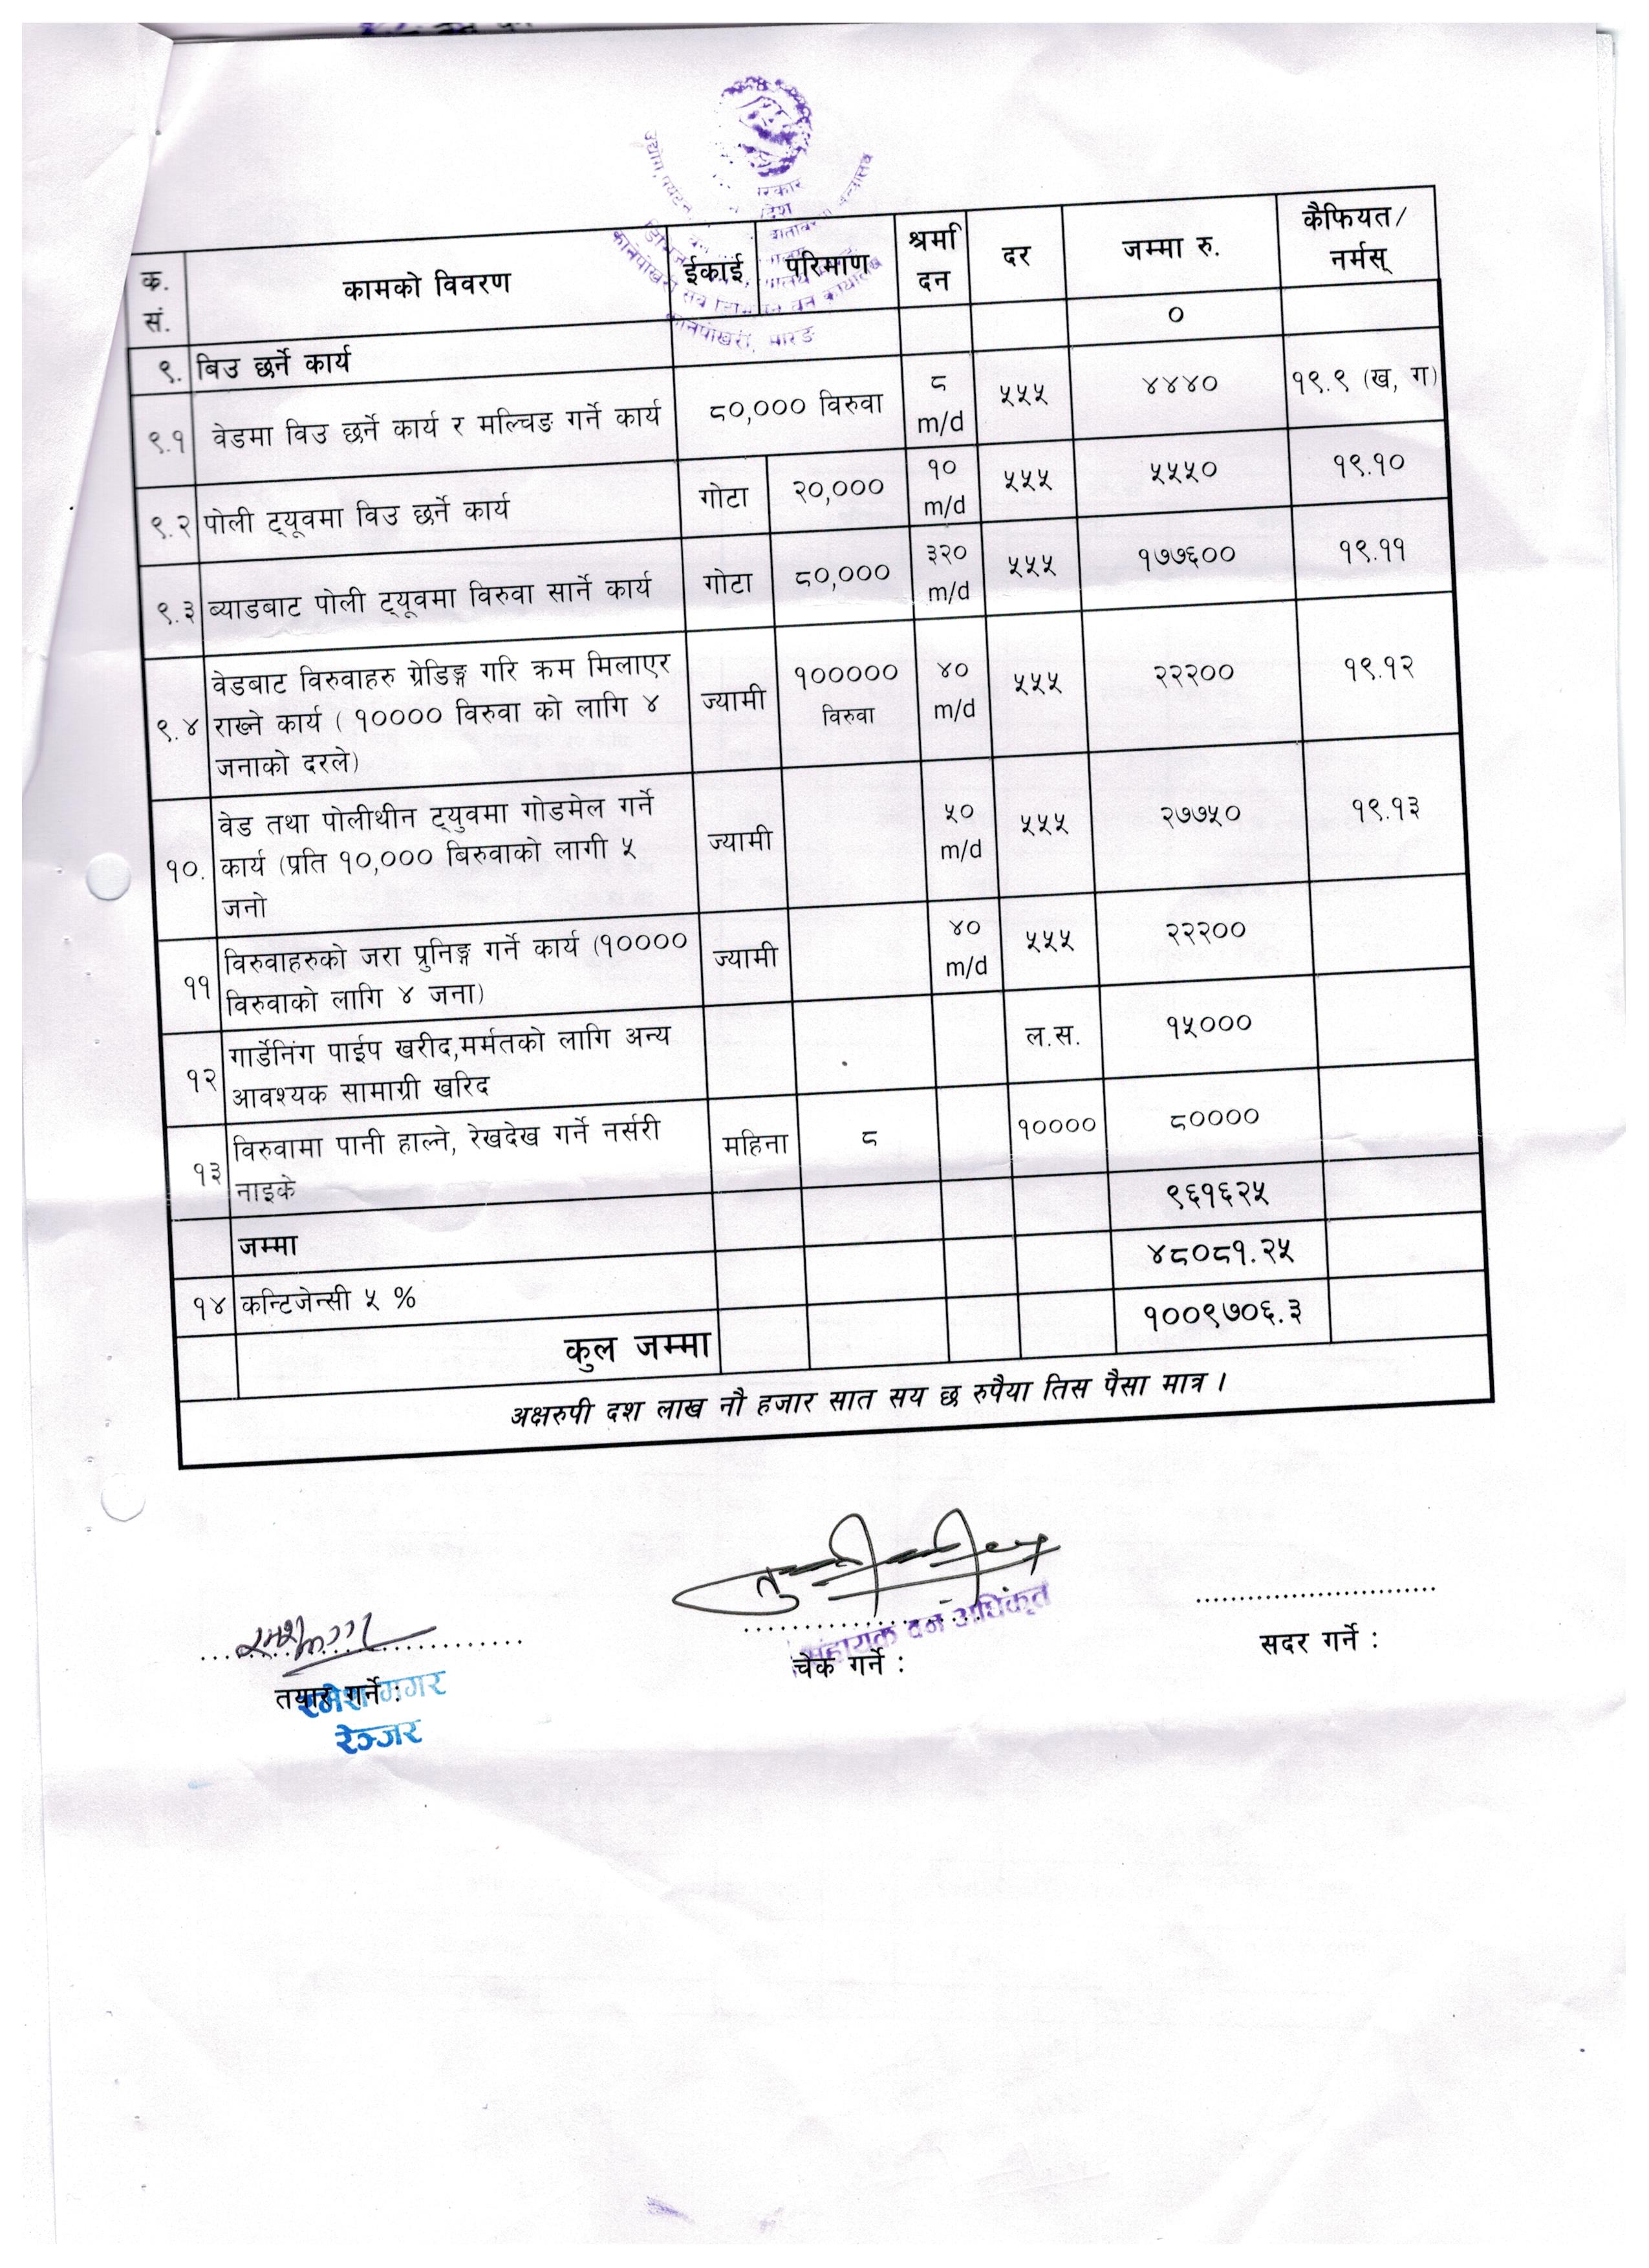 क. सं. कामको विवरण ईकाई परिमाण श्रमदिन दर जम्मा रु. कैफियत/ नर्मस्
०
९. बिउ छर्ने कार्य
९.१ वेडमा विउ छर्ने कार्य र मल्चिङ गर्ने कार्य ८०,००० विरुवा ८ m/d ५५५ ४४४० १९.९ (ख, ग)
९.२ पोली ट्यूवमा विउ छर्ने कार्य गोटा २०,००० १० m/d ५५५ ५५५० १९.१०
९.३ ब्याडबाट पोली ट्यूवमा विरुवा सार्ने कार्य गोटा ८०,००० ३२० m/d ५५५ १७७६०० १९.११
९.४ वेडबाट विरुवाहरु ग्रेडिङ्ग गरि क्रम मिलाएर
राख्ने कार्य ( १०००० विरुवा को लागि ४
जनाको दरले) ज्यामी १००००० विरुवा ४० m/d ५५५ २२२०० १९.१२
१०. वेड तथा पोलीथीन ट्युवमा गोडमेल गर्ने
कार्य (प्रति १०,००० बिरुवाको लागी ५
जनो ज्यामी ५० m/d ५५५ २७७५० १९.१३
११ विरुवाहरुको जरा प्रुनिङ्ग गर्ने कार्य (१००००
विरुवाको लागि ४ जना) ज्यामी ४० m/d ५५५ २२२००
१२ गार्डेनिंग पाईप खरीद,मर्मतको लागि अन्य
आवश्यक सामाग्री खरिद ल.स. १५०००
१३ विरुवामा पानी हाल्ने, रेखदेख गर्ने नर्सरी
नाइके महिना ८ १०००० ८००००
जम्मा ९६१६२५
१४ कन्टिजेन्सी ५ % ४८०८१.२५
कुल जम्मा १००९७०६.३
अक्षरुपी दश लाख नौ हजार सात सय छ रुपैया तिस पैसा मात्र ।
तयार गर्ने :
रमेश मगर
रेञ्जर
सहायक वन अधिकृत
चेक गर्ने :
सदर गर्ने :